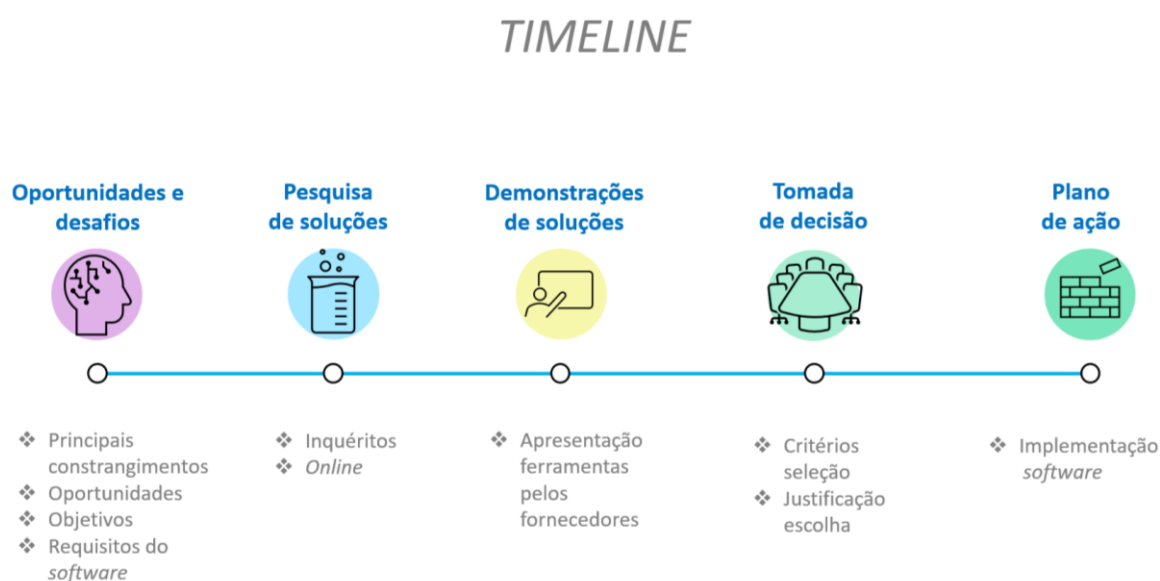 TIMELINE
Oportunidades e
desafios
Pesquisa
de soluções
Demonstrações
de soluções
Tomada
de decisão
Plano
de ação
❖ Principais
constrangimentos
❖ Oportunidades
❖ Objetivos
❖ Requisitos do
software
❖ Inquéritos
❖ Online
❖ Apresentação
ferramentas
pelos
fornecedores
❖ Critérios
seleção
❖ Justificação
escolha
❖ Implementação
software